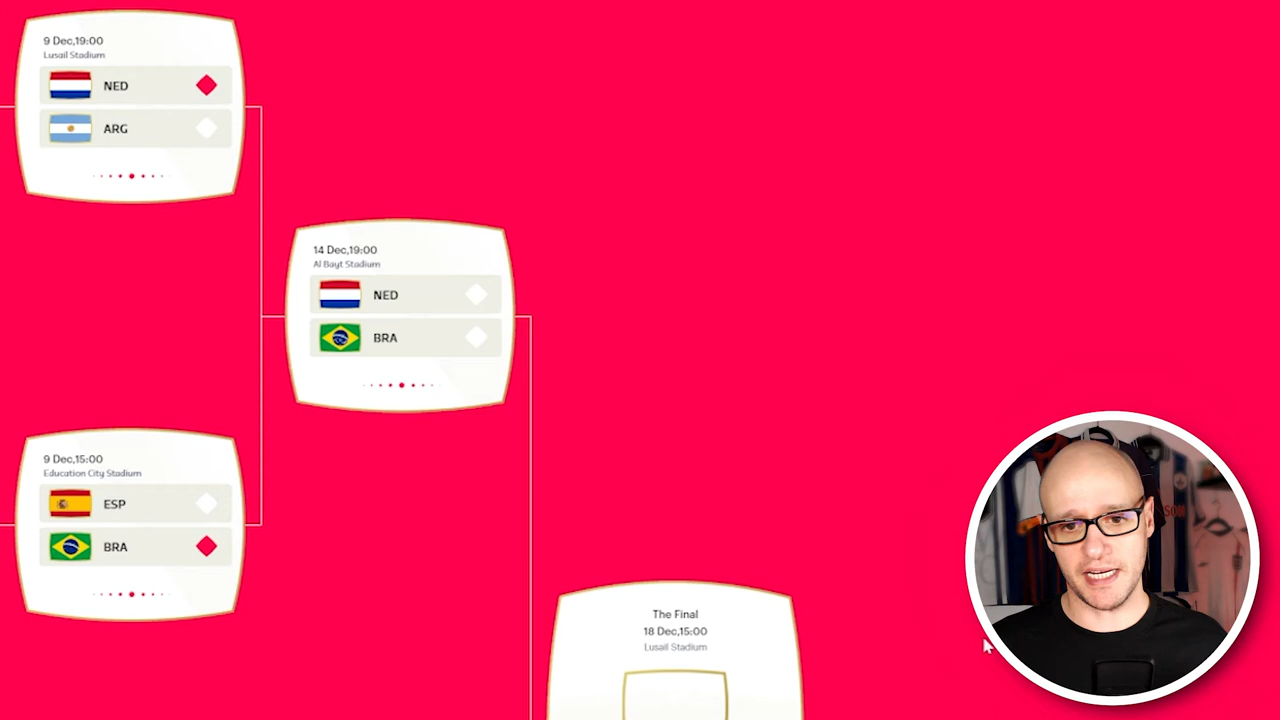 9 Dec,19:00
Lusail Stadium
NED
ARG
14 Dec,19:00
Al Bayt Stadium
NED
BRA
9 Dec,15:00
Education City Stadium
ESP
BRA
The Final
18 Dec,15:00
Lusail Stadium